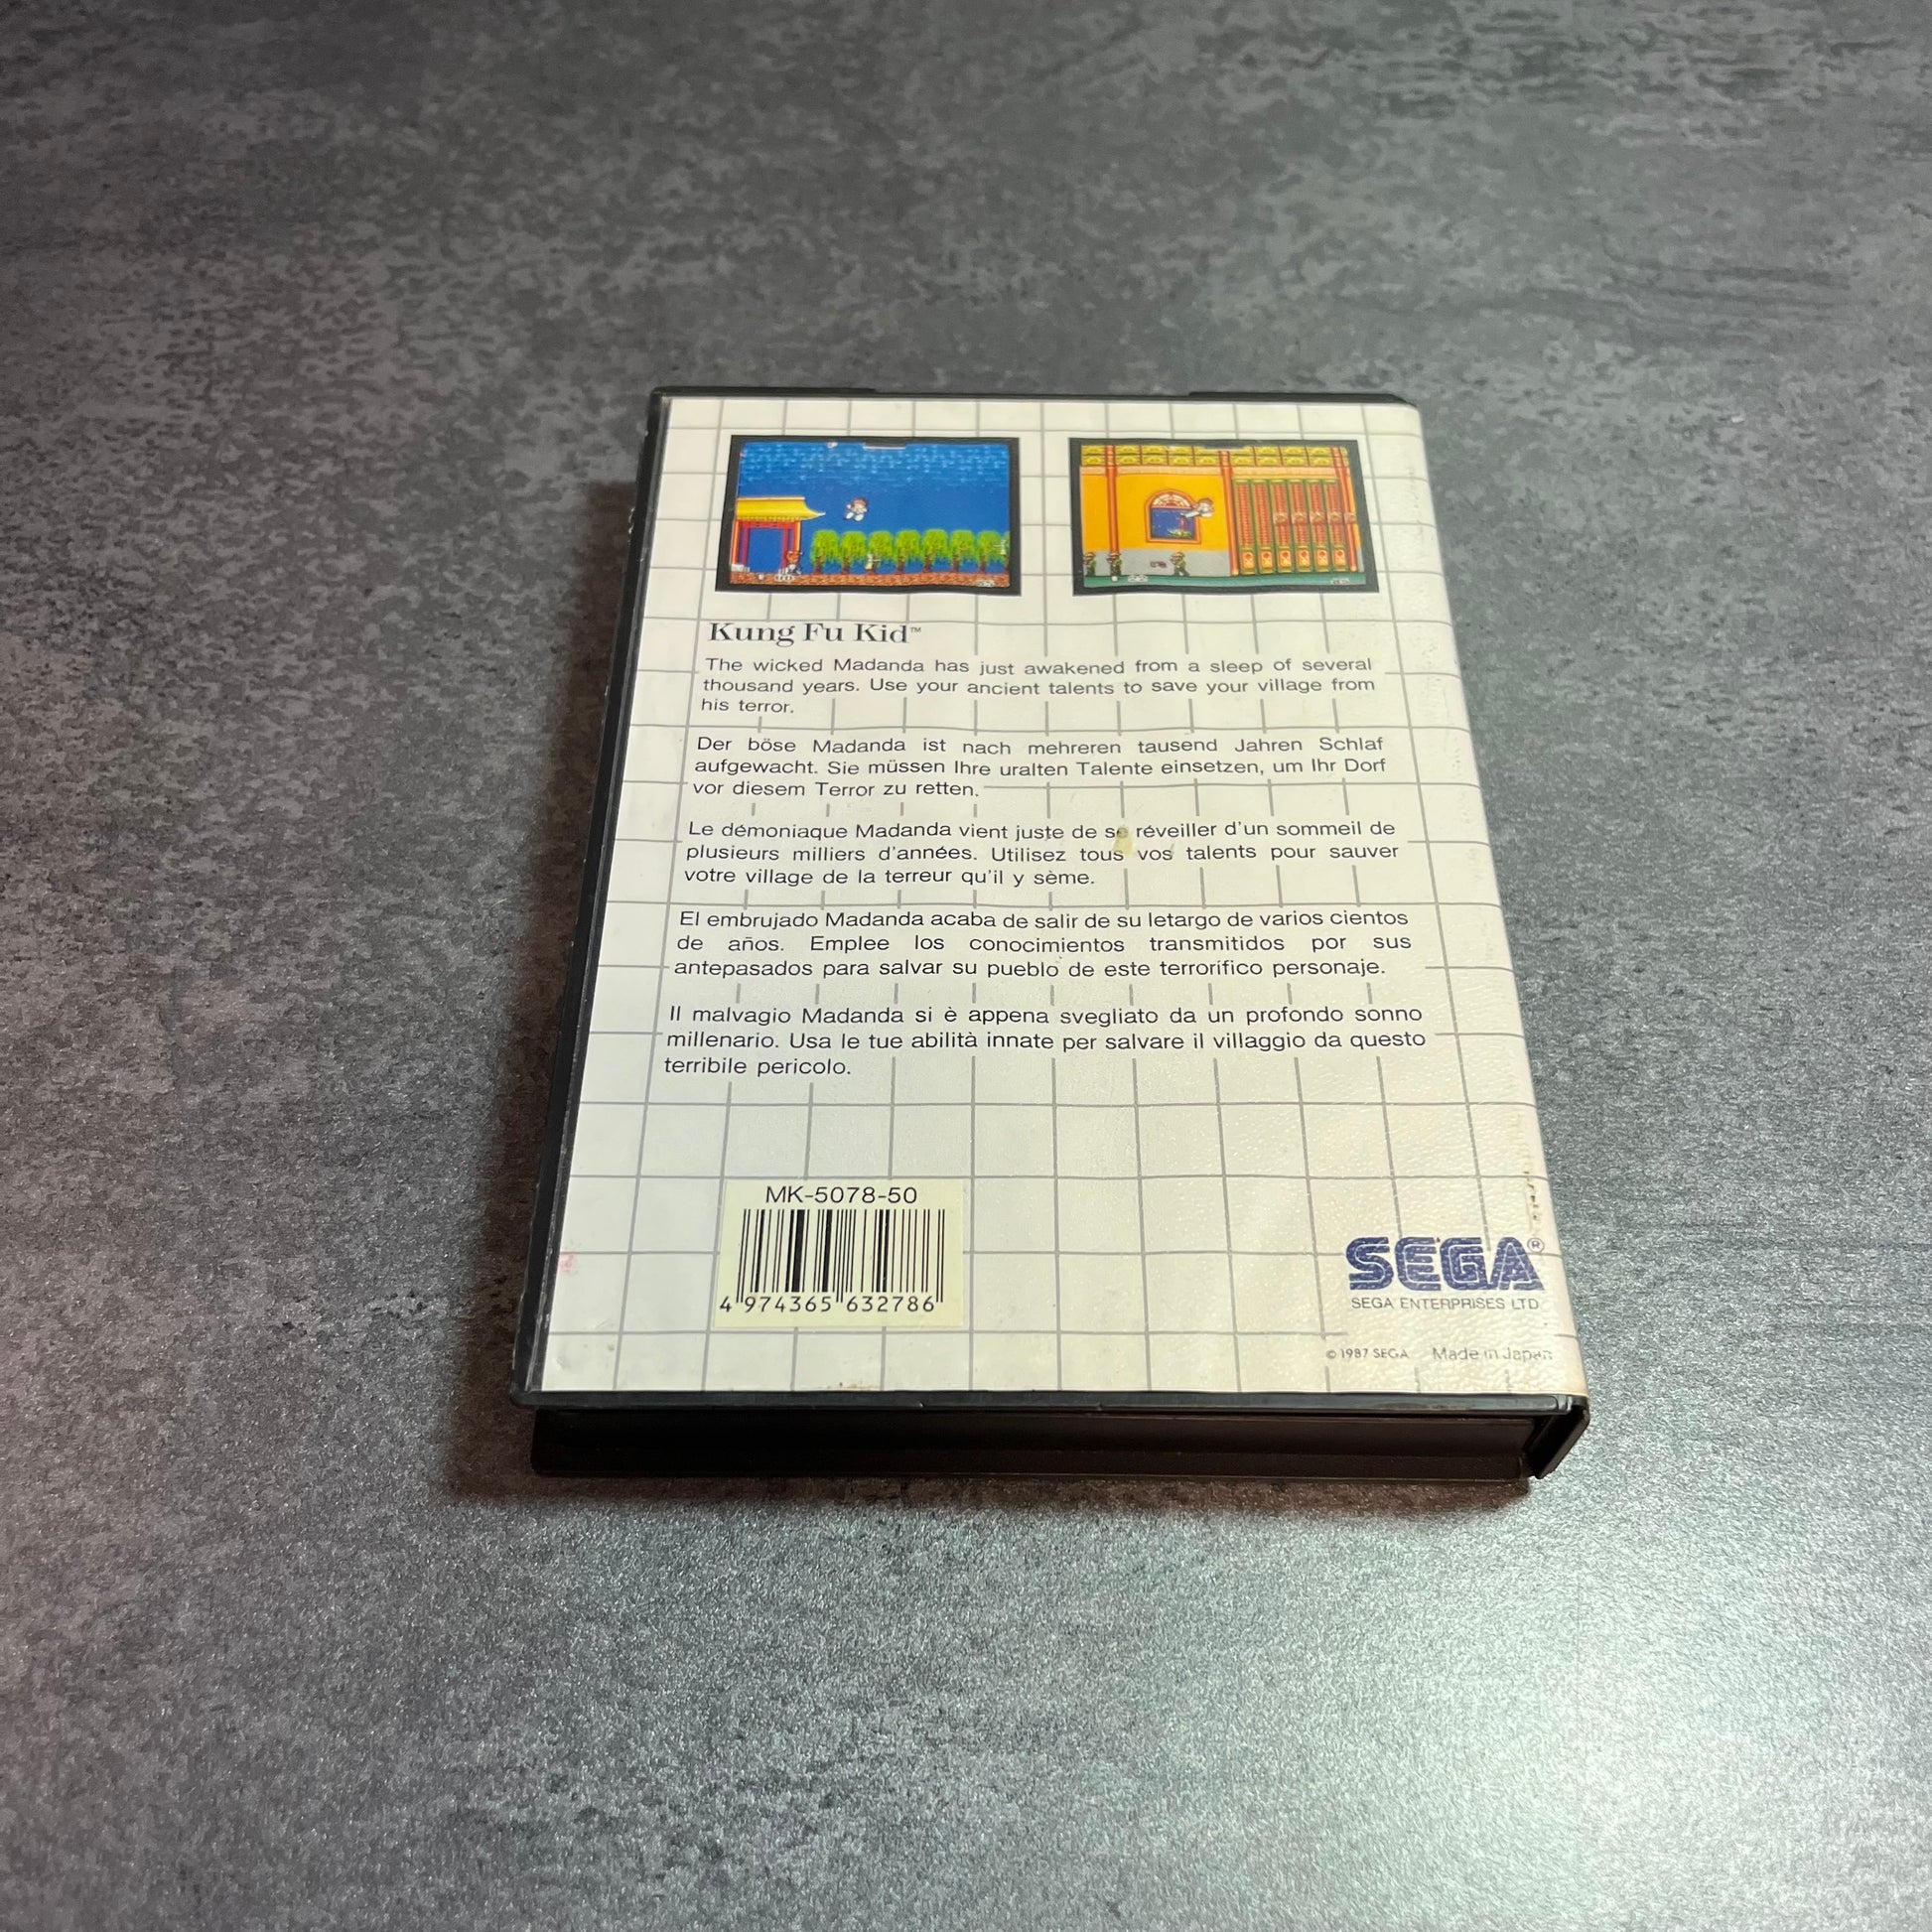 Kung Fu Kid™
The wicked Madanda has just awakened from a sleep of several
thousand years. Use your ancient talents to save your village from
his terror.
Der böse Madanda ist nach mehreren tausend Jahren Schlaf
aufgewacht. Sie müssen Ihre uralten Talente einsetzen, um Ihr Dorf
vor diesem Terror zu retten.
Le démoniaque Madanda vient juste de se réveiller d'un sommeil de
plusieurs milliers d'années. Utilisez tous vos talents pour sauver
votre village de la terreur qu'il y sème.
El embrujado Madanda acaba de salir de su letargo de varios cientos
de años. Emplee los conocimientos transmitidos por sus
antepasados para salvar su pueblo de este terrorífico personaje.
Il malvagio Madanda si è appena svegliato da un profondo sonno
millenario. Usa le tue abilità innate per salvare il villaggio da questo
terribile pericolo.
MK-5078-50
4 974365 632786
SEGA®
SEGA ENTERPRISES LTD
© 1987 SEGA Made in Japan